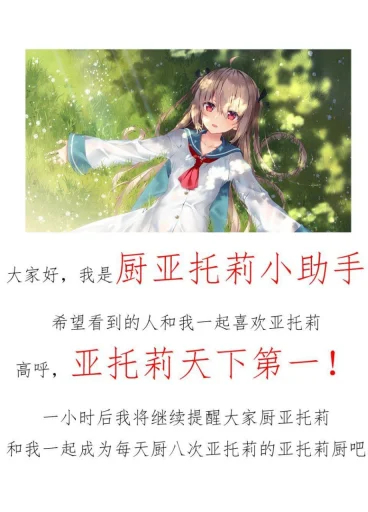 大家好，我是厨亚托莉小助手
希望看到的人和我一起喜欢亚托莉
高呼，亚托莉天下第一！
一小时后我将继续提醒大家厨亚托莉
和我一起成为每天厨八次亚托莉的亚托莉厨吧